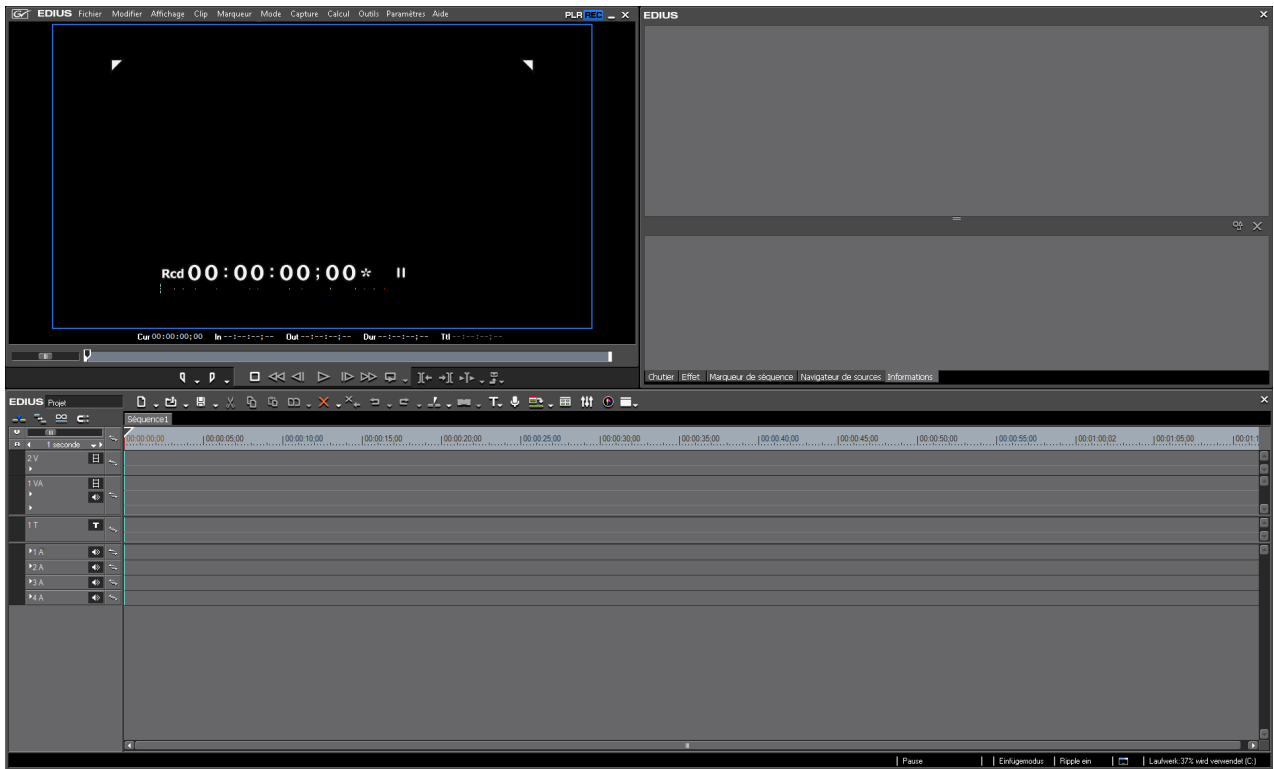 EDIUS Fichier Modifier Affichage Clip Marqueur Mode Capture Calcul Outils Paramètres Aide PLR REC
EDIUS
Rcd 00:00:00;00* II
Cur 00:00:00;00 In --:--:--;-- Out --:--:--;-- Dur --:--:--;-- Ttl --:--:--;--
Chutier Effet Marqueur de séquence Navigateur de sources Informations
EDIUS Projet
Séquence1
1 seconde
00:00:00;00 00:00:05;00 00:00:10;00 00:00:15;00 00:00:20;00 00:00:25;00 00:00:30;00 00:00:35;00 00:00:40;00 00:00:45;00 00:00:50;00 00:00:55;00 00:01:00;02 00:01:05;00 00:01:1
2 V
1 VA
1 T
1 A
2 A
3 A
4 A
Pause Einfügemodus Ripple ein Laufwerk:37% wird verwendet (C:)